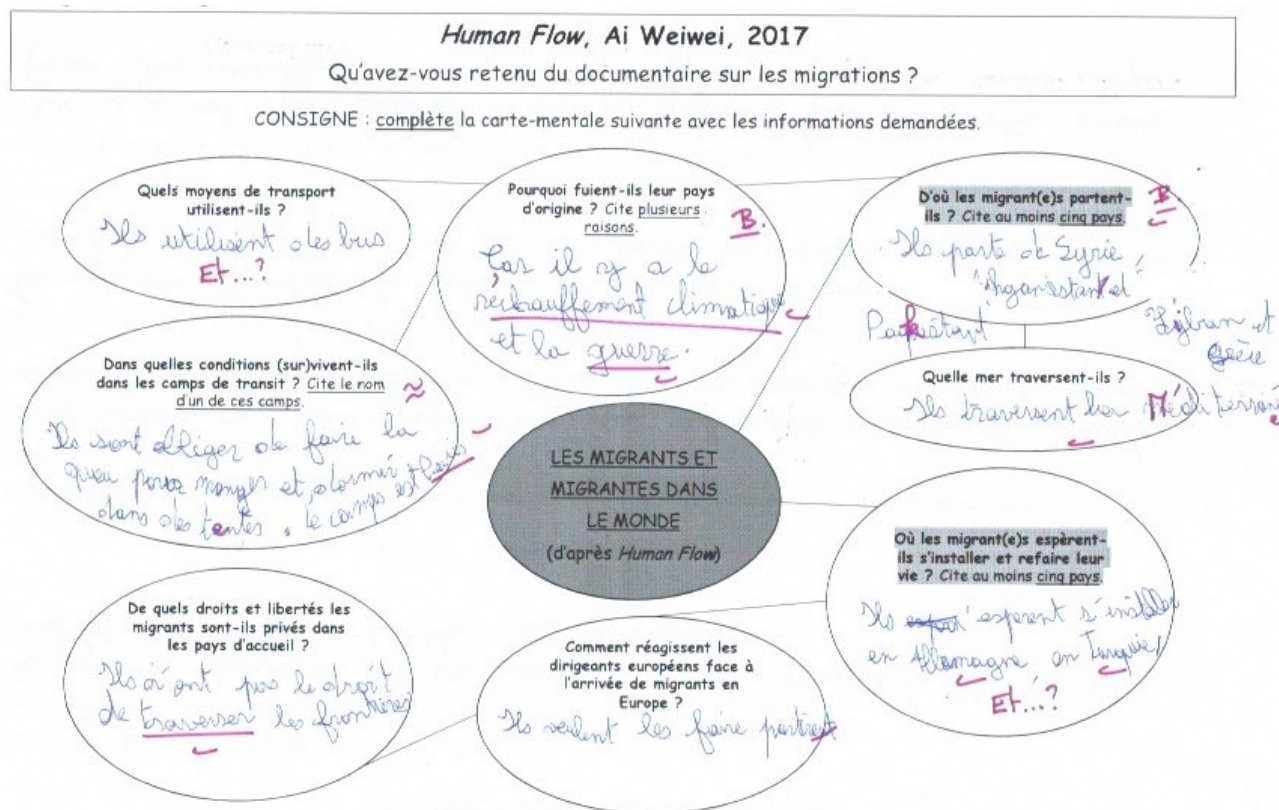 Human Flow, Ai Weiwei, 2017
Qu'avez-vous retenu du documentaire sur les migrations ?
CONSIGNE : complète la carte-mentale suivante avec les informations demandées.
Quels moyens de transport
utilisent-ils ?
Ils utilisent des bus
Et...?
Pourquoi fuient-ils leur pays
d'origine ? Cite plusieurs
raisons.
B.
Car il y a le
réchauffement climatique
et la guerre.
D'où les migrant(e)s partent-
ils ? Cite au moins cinq pays.
B
Ils parte de Syrie,
et
Pakistant
Lybran et
Grèce
Quelle mer traversent-ils ?
Ils traversent la Méditerrané
Dans quelles conditions (sur)vivent-ils
dans les camps de transit ? Cite le nom
d'un de ces camps.
≈
Ils sont obliger de faire la
queu pour manger et dormir
dans des tentes. le camps est
LES MIGRANTS ET
MIGRANTES DANS
LE MONDE
(d'après Human Flow)
Où les migrant(e)s espèrent-
ils s'installer et refaire leur
vie ? Cite au moins cinq pays.
Ils esperent s'installer
en Allemagne en Turquie
Et...?
De quels droits et libertés les
migrants sont-ils privés dans
les pays d'accueil ?
Ils n'ont pas le droit
de traverser les frontières
Comment réagissent les
dirigeants européens face à
l'arrivée de migrants en
Europe ?
Ils veulent les faire partirent